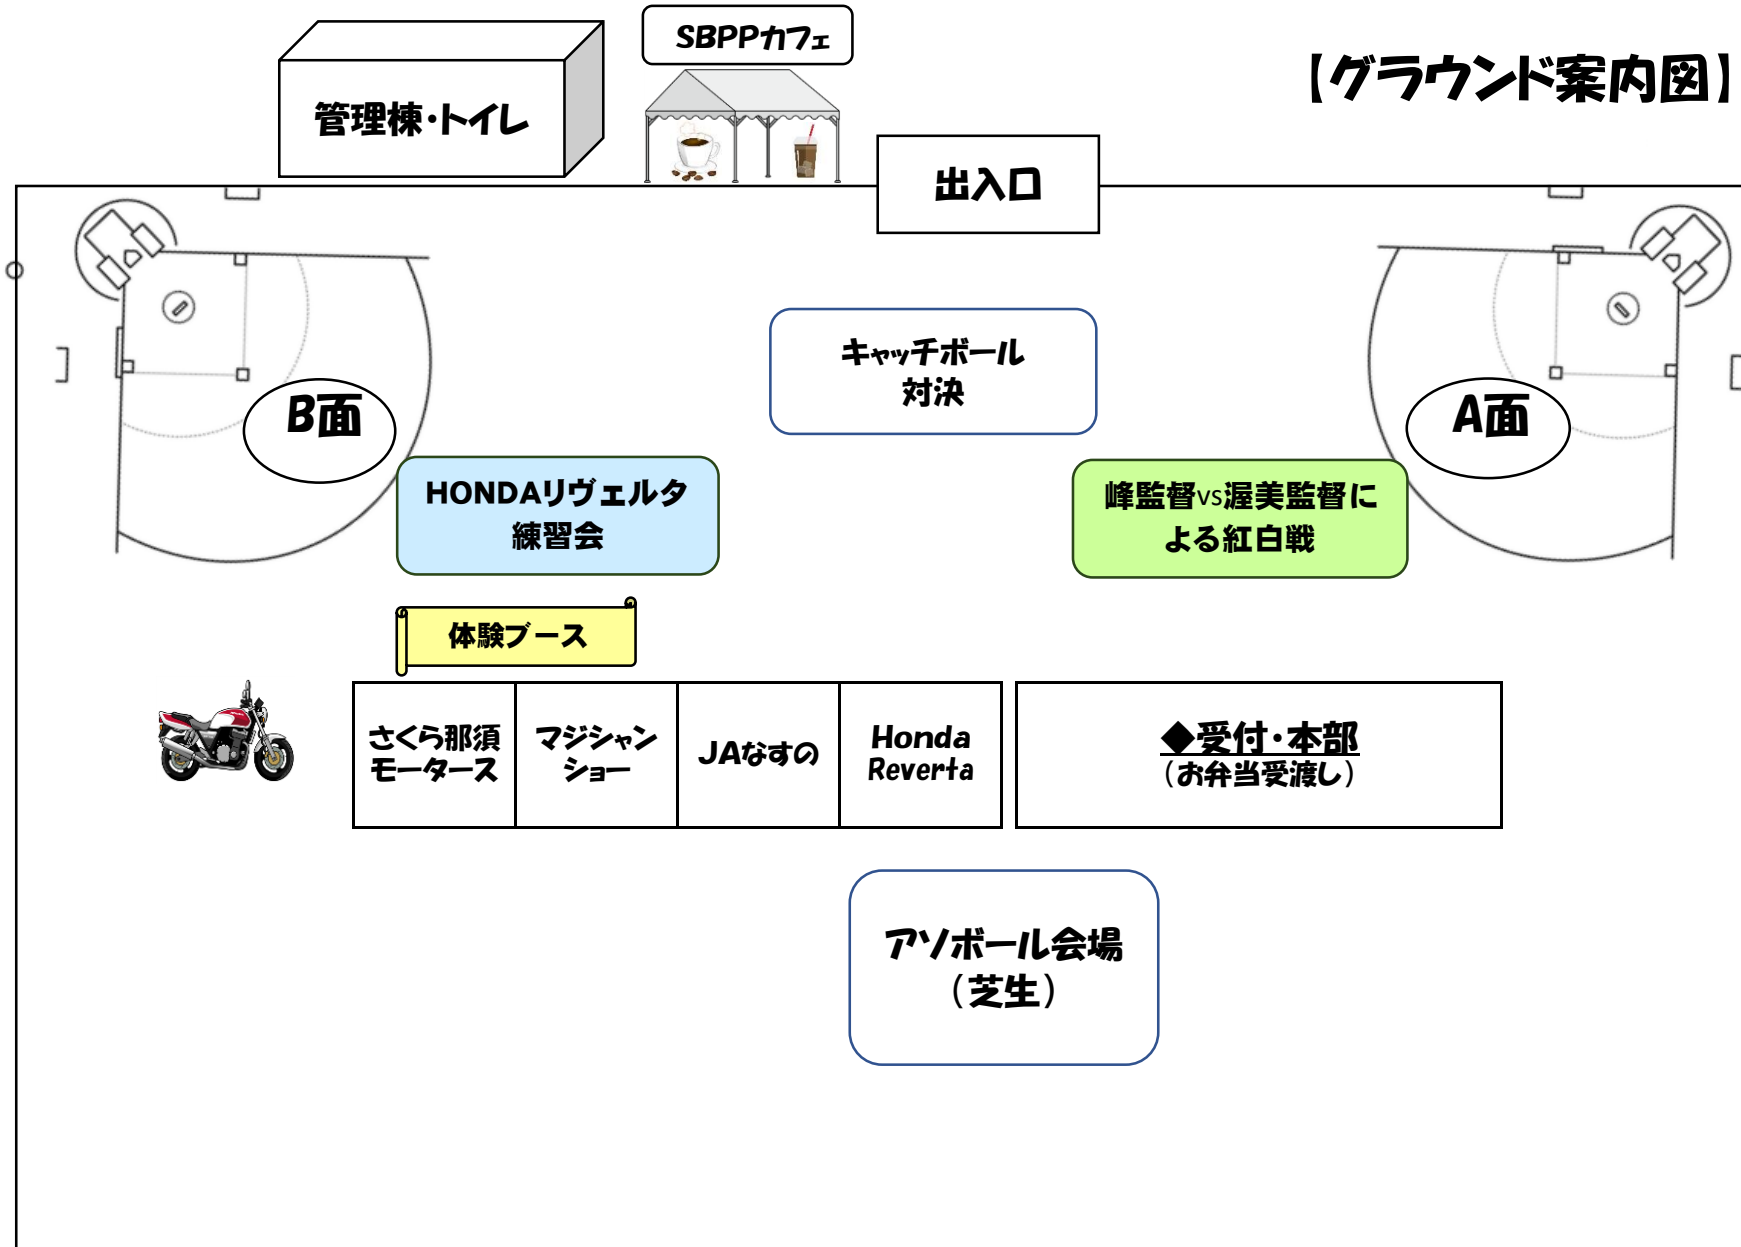 SBPPカフェ
【グラウンド案内図】
管理棟・トイレ
出入口
キャッチボール
対決
B面
A面
HONDAリヴェルタ
練習会
峰監督vs渥美監督に
よる紅白戦
体験ブース
さくら那須
モータース
マジシャン
ショー
JAなすの
Honda
Reverta
◆受付・本部
（お弁当受渡し）
アソボール会場
（芝生）